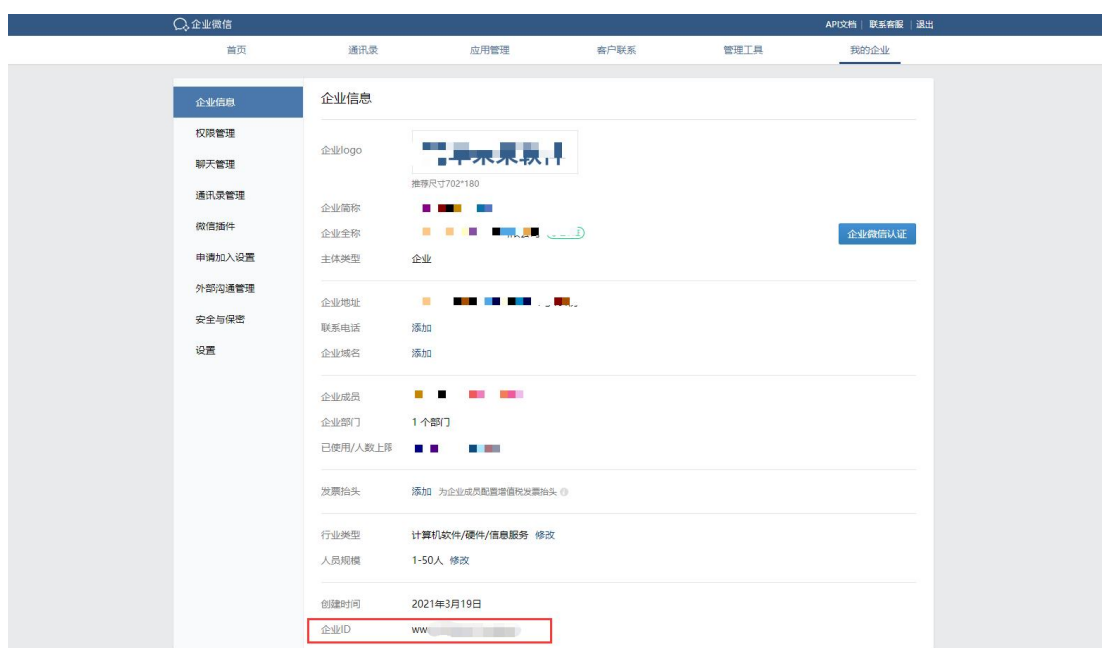 企业微信
API文档 | 联系客服 | 退出
首页 通讯录 应用管理 客户联系 管理工具 我的企业
企业信息
权限管理
聊天管理
通讯录管理
微信插件
申请加入设置
外部沟通管理
安全与保密
设置
企业信息
企业logo
推荐尺寸702*180
企业简称
企业全称
企业微信认证
主体类型 企业
企业地址
联系电话 添加
企业域名 添加
企业成员
企业部门 1 个部门
已使用/人数上限
发票抬头 添加 为企业成员配置增值税发票抬头
行业类型 计算机软件/硬件/信息服务 修改
人员规模 1-50人 修改
创建时间 2021年3月19日
企业ID ww